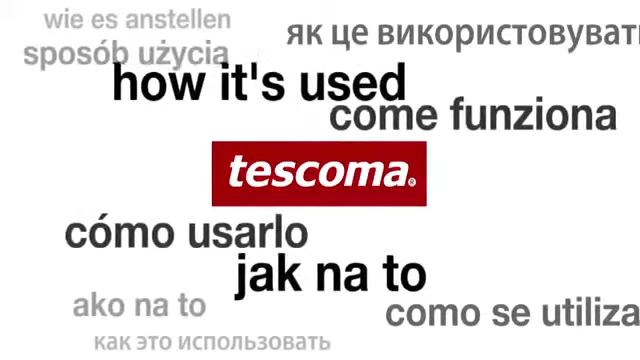 wie es anstellen
як це використовувати
sposób użycia
how it's used
come funziona
tescoma®
cómo usarlo
jak na to
ako na to
como se utiliza
как это использовать